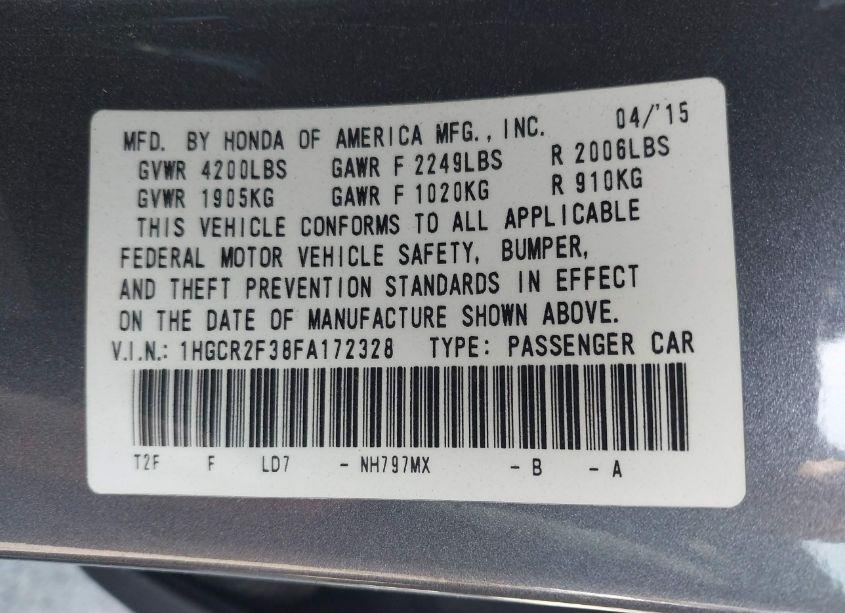 MFD. BY HONDA OF AMERICA MFG., INC. 04/'15
GVWR 4200LBS GAWR F 2249LBS R 2006LBS
GVWR 1905KG GAWR F 1020KG R 910KG
THIS VEHICLE CONFORMS TO ALL APPLICABLE
FEDERAL MOTOR VEHICLE SAFETY, BUMPER,
AND THEFT PREVENTION STANDARDS IN EFFECT
ON THE DATE OF MANUFACTURE SHOWN ABOVE.
V.I.N.: 1HGCR2F38FA172328 TYPE: PASSENGER CAR
T2F F LD7 - NH797MX - B - A